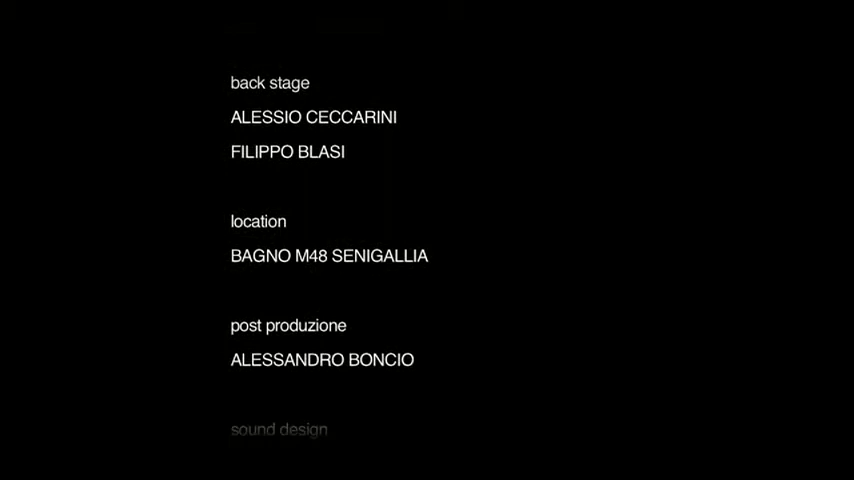 back stage
ALESSIO CECCARINI
FILIPPO BLASI
location
BAGNO M48 SENIGALLIA
post produzione
ALESSANDRO BONCIO
sound design